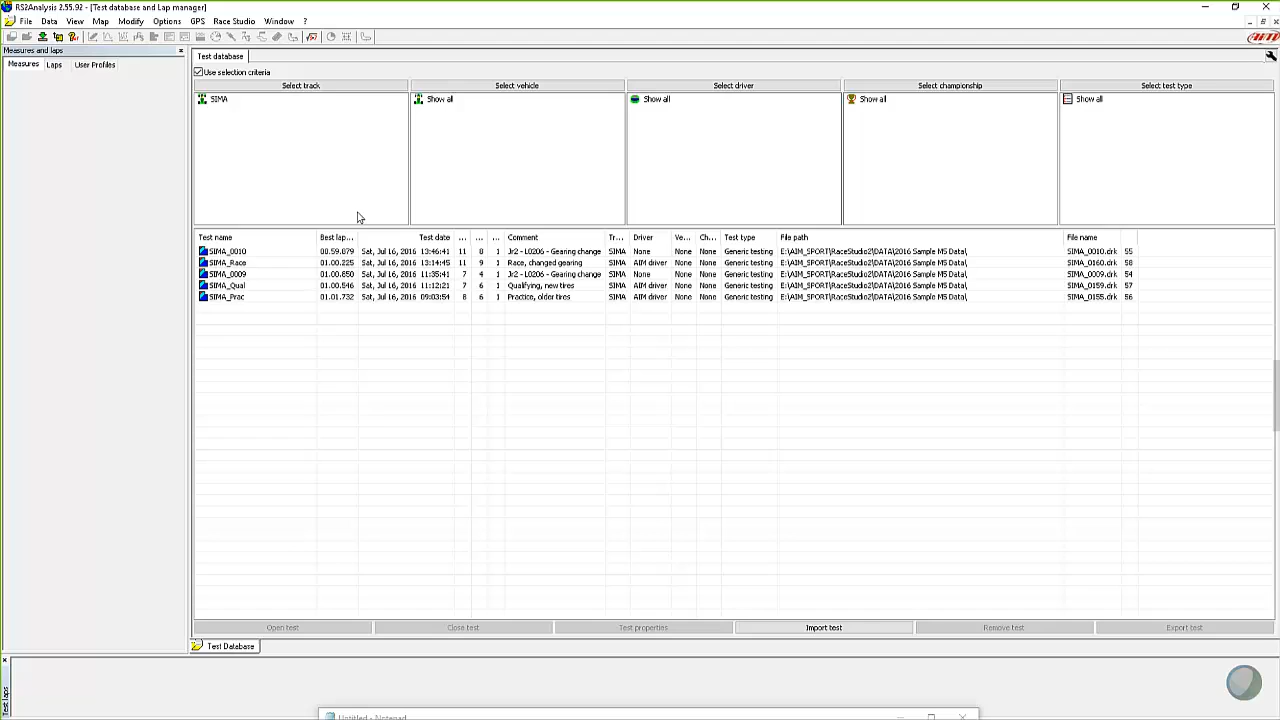 RS2Analysis 2.55.92 - [Test database and Lap manager]
File Data View Map Modify Options GPS Race Studio Window ?
Measures and laps
Measures Laps User Profiles
Test database
Use selection criteria
Select track Select vehicle Select driver Select championship Select test type
SIMA Show all Show all Show all Show all
Test name Best lap... Test date ... ... ... Comment Tr... Driver Ve... Ch... Test type File path File name
SIMA_0010 00.59.879 Sat, Jul 16, 2016 13:46:41 11 8 1 Jr2 - L0206 - Gearing change SIMA None None None Generic testing E:\AIM_SPORT\RaceStudio2\DATA\2016 Sample M5 Data\ SIMA_0010.drk 55
SIMA_Race 01.00.225 Sat, Jul 16, 2016 13:14:45 11 9 1 Race, changed gearing SIMA AIM driver None None Generic testing E:\AIM_SPORT\RaceStudio2\DATA\2016 Sample M5 Data\ SIMA_0160.drk 58
SIMA_0009 01.00.650 Sat, Jul 16, 2016 11:35:41 7 4 1 Jr2 - L0206 - Gearing change SIMA None None None Generic testing E:\AIM_SPORT\RaceStudio2\DATA\2016 Sample M5 Data\ SIMA_0009.drk 54
SIMA_Qual 01.00.546 Sat, Jul 16, 2016 11:12:21 7 6 1 Qualifying, new tires SIMA AIM driver None None Generic testing E:\AIM_SPORT\RaceStudio2\DATA\2016 Sample M5 Data\ SIMA_0159.drk 57
SIMA_Prac 01.01.732 Sat, Jul 16, 2016 09:03:54 8 6 1 Practice, older tires SIMA AIM driver None None Generic testing E:\AIM_SPORT\RaceStudio2\DATA\2016 Sample M5 Data\ SIMA_0155.drk 56
Open test Close test Test properties Import test Remove test Export test
Test Database
Test laps
Untitled - Notepad